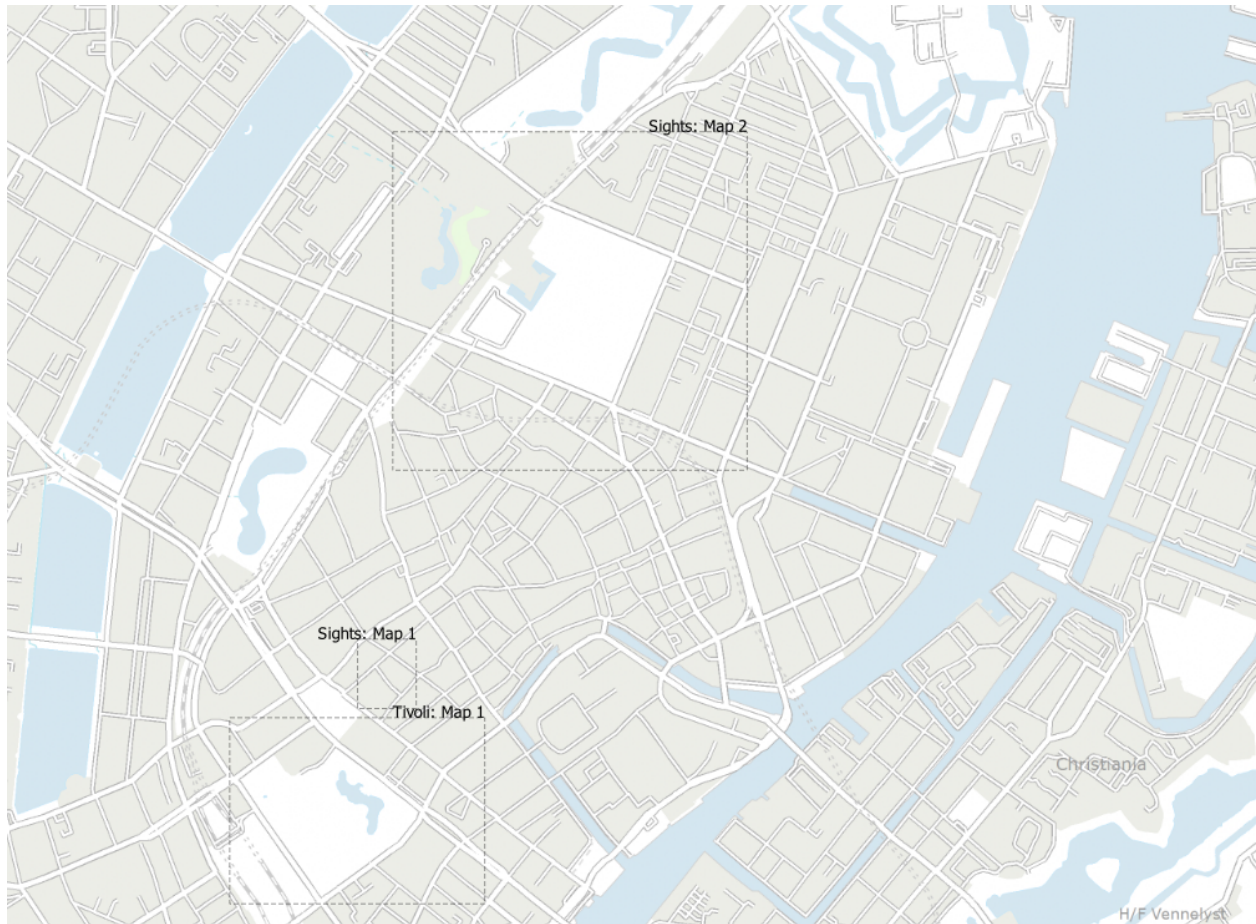 Sights: Map 2
Sights: Map 1
Tivoli: Map 1
Christiania
H/F Vennelyst